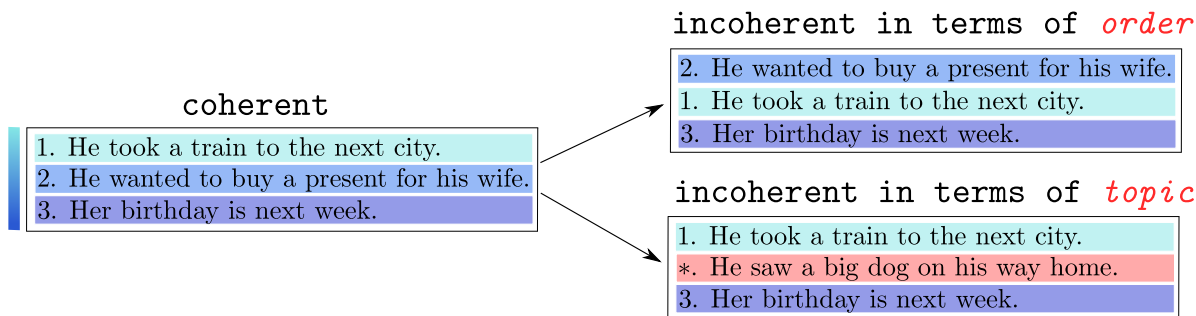 coherent
1. He took a train to the next city.
2. He wanted to buy a present for his wife.
3. Her birthday is next week.
incoherent in terms of order
2. He wanted to buy a present for his wife.
1. He took a train to the next city.
3. Her birthday is next week.
incoherent in terms of topic
1. He took a train to the next city.
*. He saw a big dog on his way home.
3. Her birthday is next week.